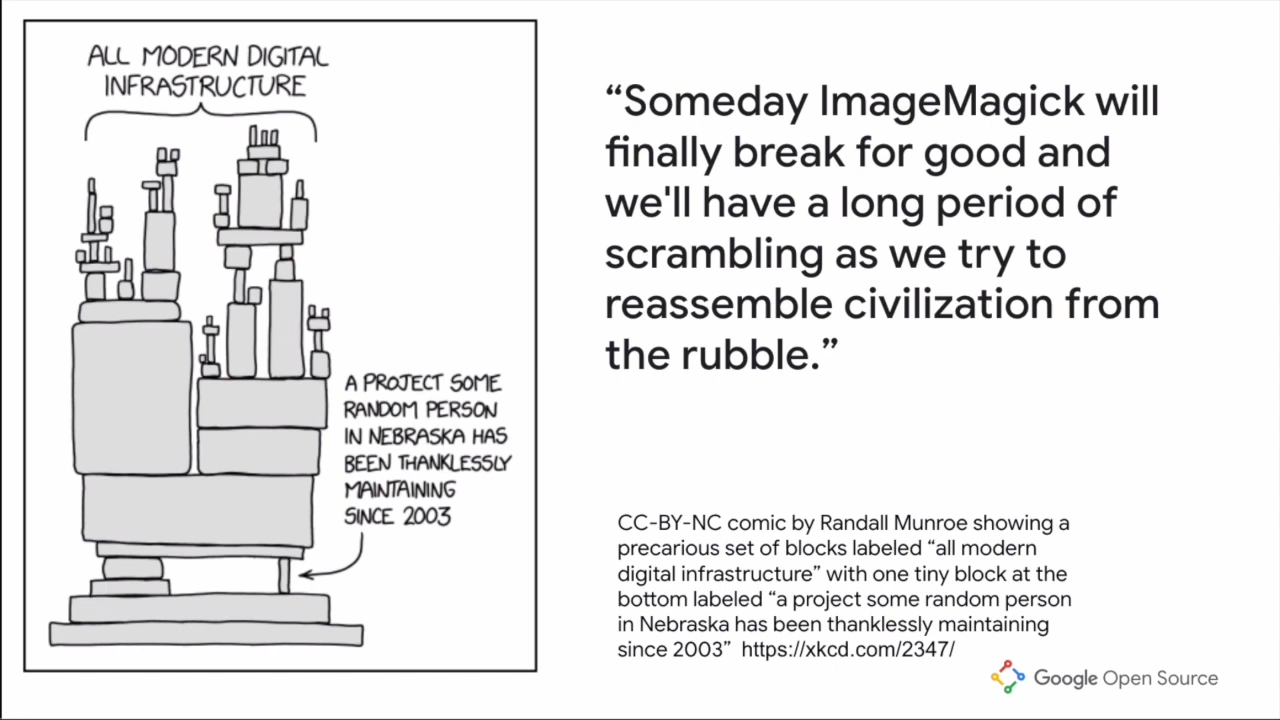 ALL MODERN DIGITAL
INFRASTRUCTURE
A PROJECT SOME
RANDOM PERSON
IN NEBRASKA HAS
BEEN THANKLESSLY
MAINTAINING
SINCE 2003
“Someday ImageMagick will
finally break for good and
we'll have a long period of
scrambling as we try to
reassemble civilization from
the rubble.”
CC-BY-NC comic by Randall Munroe showing a
precarious set of blocks labeled “all modern
digital infrastructure” with one tiny block at the
bottom labeled “a project some random person
in Nebraska has been thanklessly maintaining
since 2003” https://xkcd.com/2347/
Google Open Source